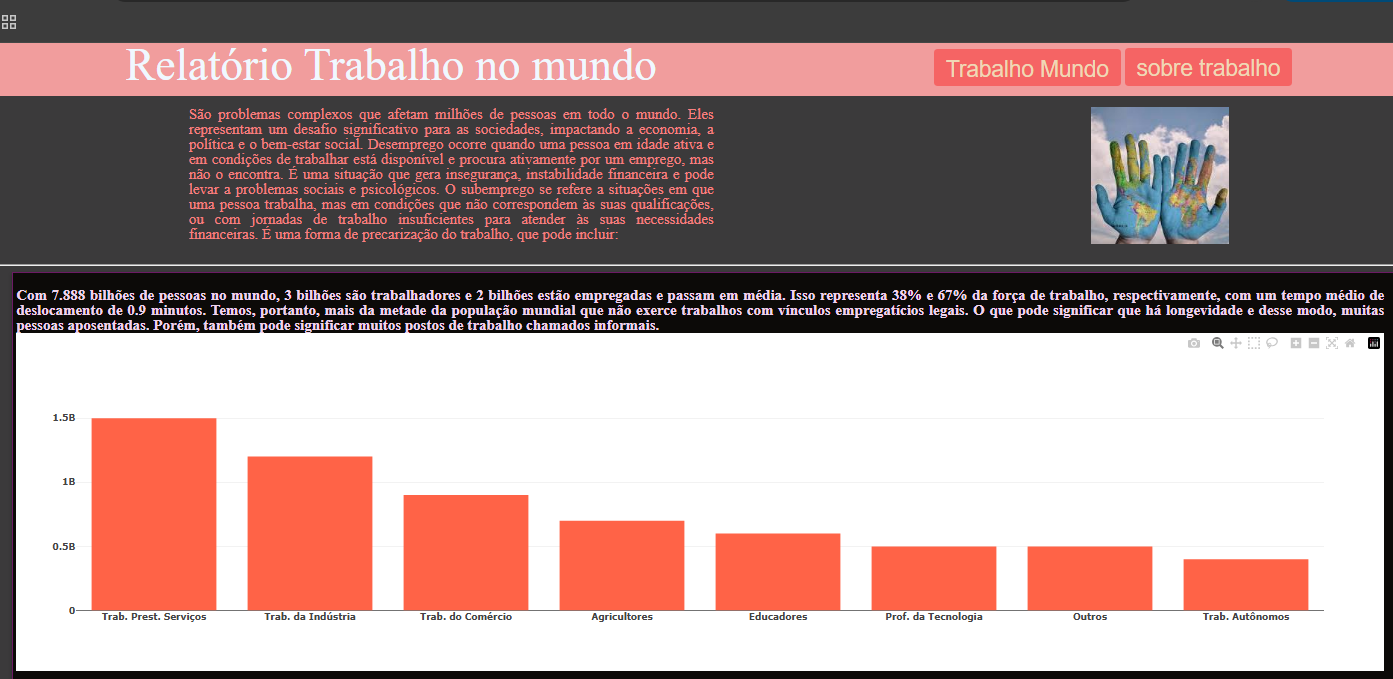 Relatório Trabalho no mundo
Trabalho Mundo
sobre trabalho
São problemas complexos que afetam milhões de pessoas em todo o mundo. Eles
representam um desafio significativo para as sociedades, impactando a economia, a
política e o bem-estar social. Desemprego ocorre quando uma pessoa em idade ativa e
em condições de trabalhar está disponível e procura ativamente por um emprego, mas
não o encontra. É uma situação que gera insegurança, instabilidade financeira e pode
levar a problemas sociais e psicológicos. O subemprego se refere a situações em que
uma pessoa trabalha, mas em condições que não correspondem às suas qualificações,
ou com jornadas de trabalho insuficientes para atender às suas necessidades
financeiras. É uma forma de precarização do trabalho, que pode incluir:
Com 7.888 bilhões de pessoas no mundo, 3 bilhões são trabalhadores e 2 bilhões estão empregadas e passam em média. Isso representa 38% e 67% da força de trabalho, respectivamente, com um tempo médio de
deslocamento de 0.9 minutos. Temos, portanto, mais da metade da população mundial que não exerce trabalhos com vínculos empregatícios legais. O que pode significar que há longevidade e desse modo, muitas
pessoas aposentadas. Porém, também pode significar muitos postos de trabalho chamados informais.
1.5B
1B
0.5B
0
Trab. Prest. Serviços
Trab. da Indústria
Trab. do Comércio
Agricultores
Educadores
Prof. da Tecnologia
Outros
Trab. Autônomos